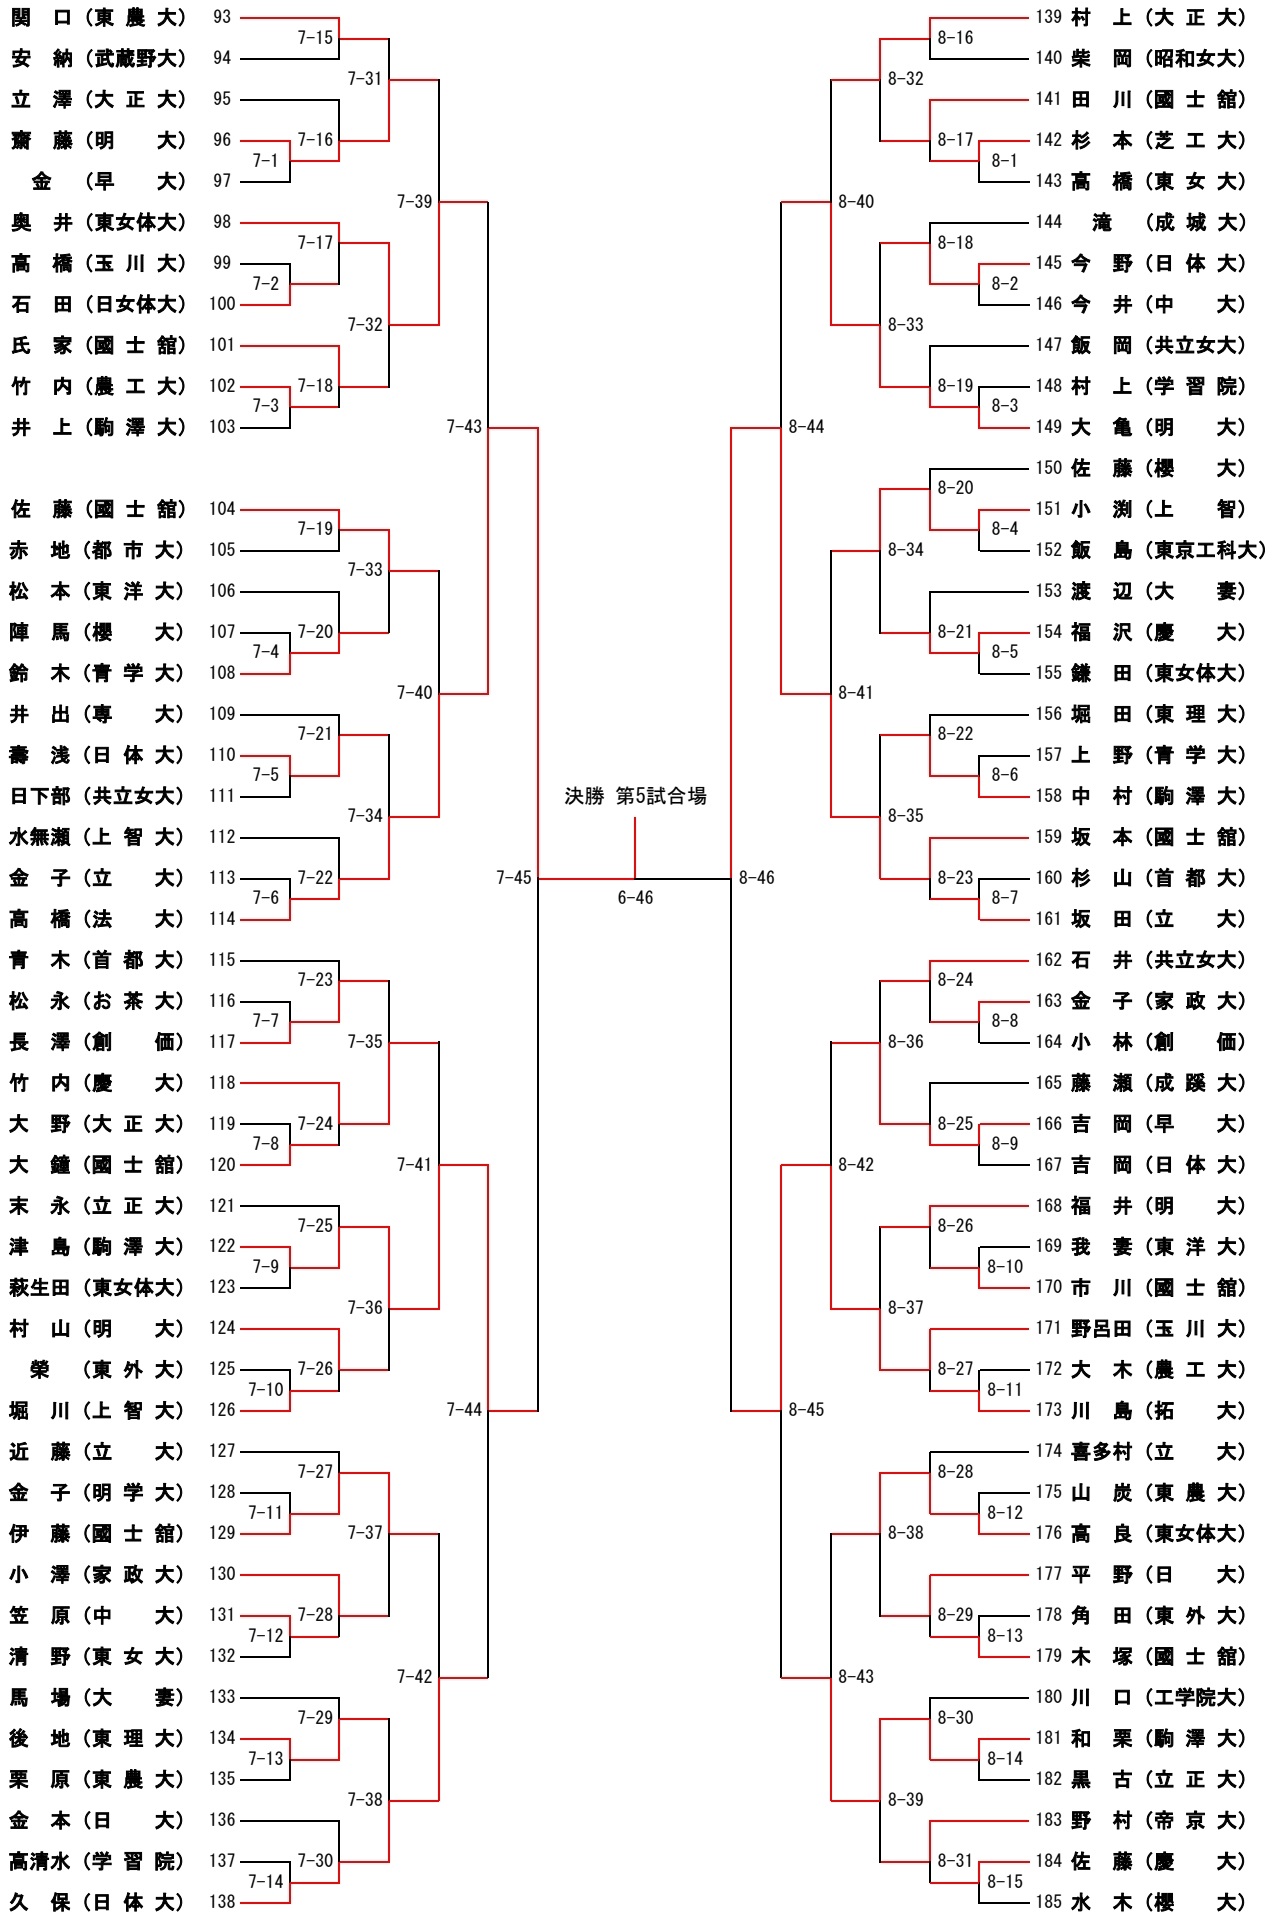 関　口（東 農 大） 93
7-15
安　納（武蔵野大） 94
7-31
立　澤（大 正 大） 95
齋　藤（明　　大） 96
7-16
7-1
金　（早　　大） 97
7-39
奥　井（東女体大） 98
7-17
高　橋（玉 川 大） 99
7-2
石　田（日女体大） 100
7-32
氏　家（國 士 舘） 101
竹　内（農 工 大） 102
7-18
7-3
井　上（駒 澤 大） 103
7-43
佐　藤（國 士 舘） 104
7-19
赤　地（都 市 大） 105
7-33
松　本（東 洋 大） 106
陣　馬（櫻　　大） 107
7-20
7-4
鈴　木（青 学 大） 108
7-40
井　出（専　　大） 109
7-21
壽　浅（日 体 大） 110
7-5
日下部（共立女大） 111
7-34
水無瀬（上 智 大） 112
金　子（立　　大） 113
7-22
7-6
高　橋（法　　大） 114
7-45
青　木（首 都 大） 115
7-23
松　永（お 茶 大） 116
7-7
長　澤（創　　価） 117
7-35
竹　内（慶　　大） 118
大　野（大 正 大） 119
7-24
7-8
大　鐘（國 士 舘） 120
7-41
末　永（立 正 大） 121
7-25
津　島（駒 澤 大） 122
7-9
萩生田（東女体大） 123
7-36
村　山（明　　大） 124
榮　（東 外 大） 125
7-26
7-10
堀　川（上 智 大） 126
7-44
近　藤（立　　大） 127
7-27
金　子（明 学 大） 128
7-11
伊　藤（國 士 舘） 129
7-37
小　澤（家 政 大） 130
笠　原（中　　大） 131
7-28
7-12
清　野（東 女 大） 132
7-42
馬　場（大　　妻） 133
7-29
後　地（東 理 大） 134
7-13
栗　原（東 農 大） 135
7-38
金　本（日　　大） 136
高清水（学 習 院） 137
7-30
7-14
久　保（日 体 大） 138
決勝 第5試合場
6-46
139 村　上（大 正 大）
8-16
140 柴　岡（昭和女大）
8-32
141 田　川（國 士 舘）
8-17
142 杉　本（芝 工 大）
8-1
143 高　橋（東 女 大）
8-40
144 滝　（成 城 大）
8-18
145 今　野（日 体 大）
8-2
146 今　井（中　　大）
8-33
147 飯　岡（共立女大）
8-19
148 村　上（学 習 院）
8-3
149 大　亀（明　　大）
8-44
150 佐　藤（櫻　　大）
8-20
151 小　渕（上　　智）
8-4
152 飯　島（東京工科大）
8-34
153 渡　辺（大　　妻）
8-21
154 福　沢（慶　　大）
8-5
155 鎌　田（東女体大）
8-41
156 堀　田（東 理 大）
8-22
157 上　野（青 学 大）
8-6
158 中　村（駒 澤 大）
8-35
159 坂　本（國 士 舘）
8-23
160 杉　山（首 都 大）
8-7
161 坂　田（立　　大）
8-46
162 石　井（共立女大）
8-24
163 金　子（家 政 大）
8-8
164 小　林（創　　価）
8-36
165 藤　瀬（成 蹊 大）
8-25
166 吉　岡（早　　大）
8-9
167 吉　岡（日 体 大）
8-42
168 福　井（明　　大）
8-26
169 我　妻（東 洋 大）
8-10
170 市　川（國 士 舘）
8-37
171 野呂田（玉 川 大）
8-27
172 大　木（農 工 大）
8-11
173 川　島（拓　　大）
8-45
174 喜多村（立　　大）
8-28
175 山　炭（東 農 大）
8-12
176 高　良（東女体大）
8-38
177 平　野（日　　大）
8-29
178 角　田（東 外 大）
8-13
179 木　塚（國 士 舘）
8-43
180 川　口（工学院大）
8-30
181 和　栗（駒 澤 大）
8-14
182 黒　古（立 正 大）
8-39
183 野　村（帝 京 大）
8-31
184 佐　藤（慶　　大）
8-15
185 水　木（櫻　　大）